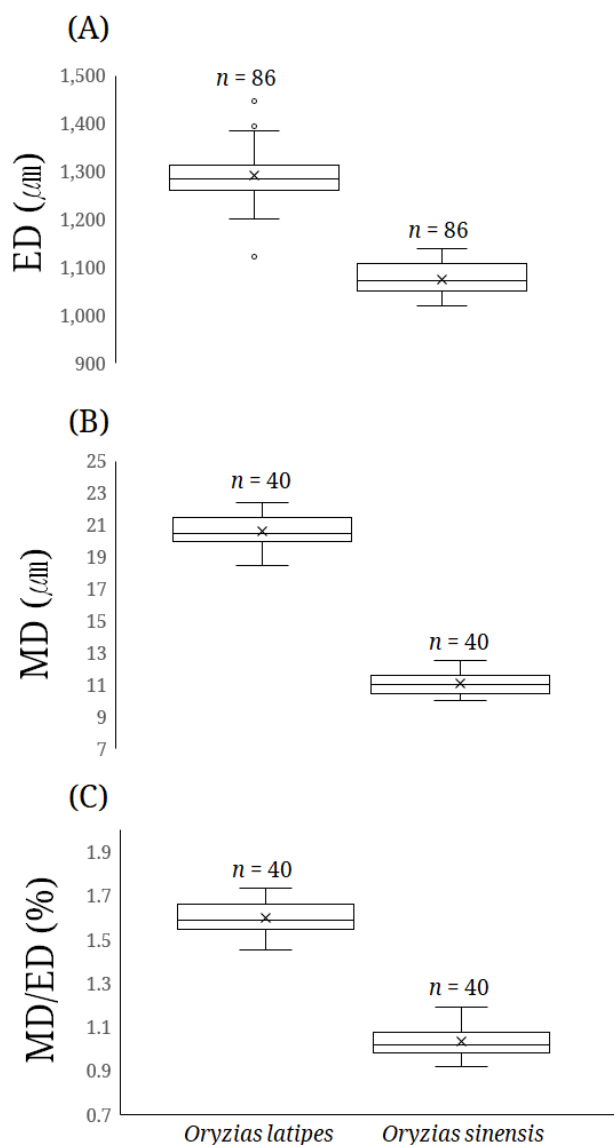 (A)
n = 86
1,500
1,400
1,300
1,200
1,100
1,000
900
ED (㎛)
n = 86
(B)
n = 40
25
23
21
19
17
15
13
11
9
7
MD (㎛)
n = 40
(C)
n = 40
1.9
1.7
1.5
1.3
1.1
0.9
0.7
MD/ED (%)
n = 40
Oryzias latipes Oryzias sinensis